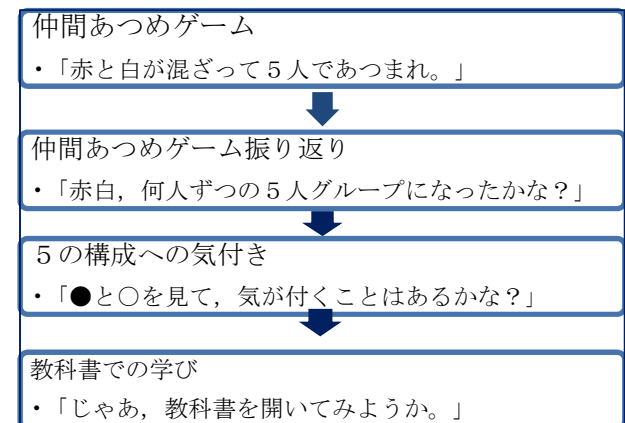 仲間あつめゲーム
・「赤と白が混ざって５人であつまれ。」
仲間あつめゲーム振り返り
・「赤白，何人ずつの５人グループになったかな？」
５の構成への気付き
・「●と○を見て，気が付くことはあるかな？」
教科書での学び
・「じゃあ，教科書を開いてみようか。」